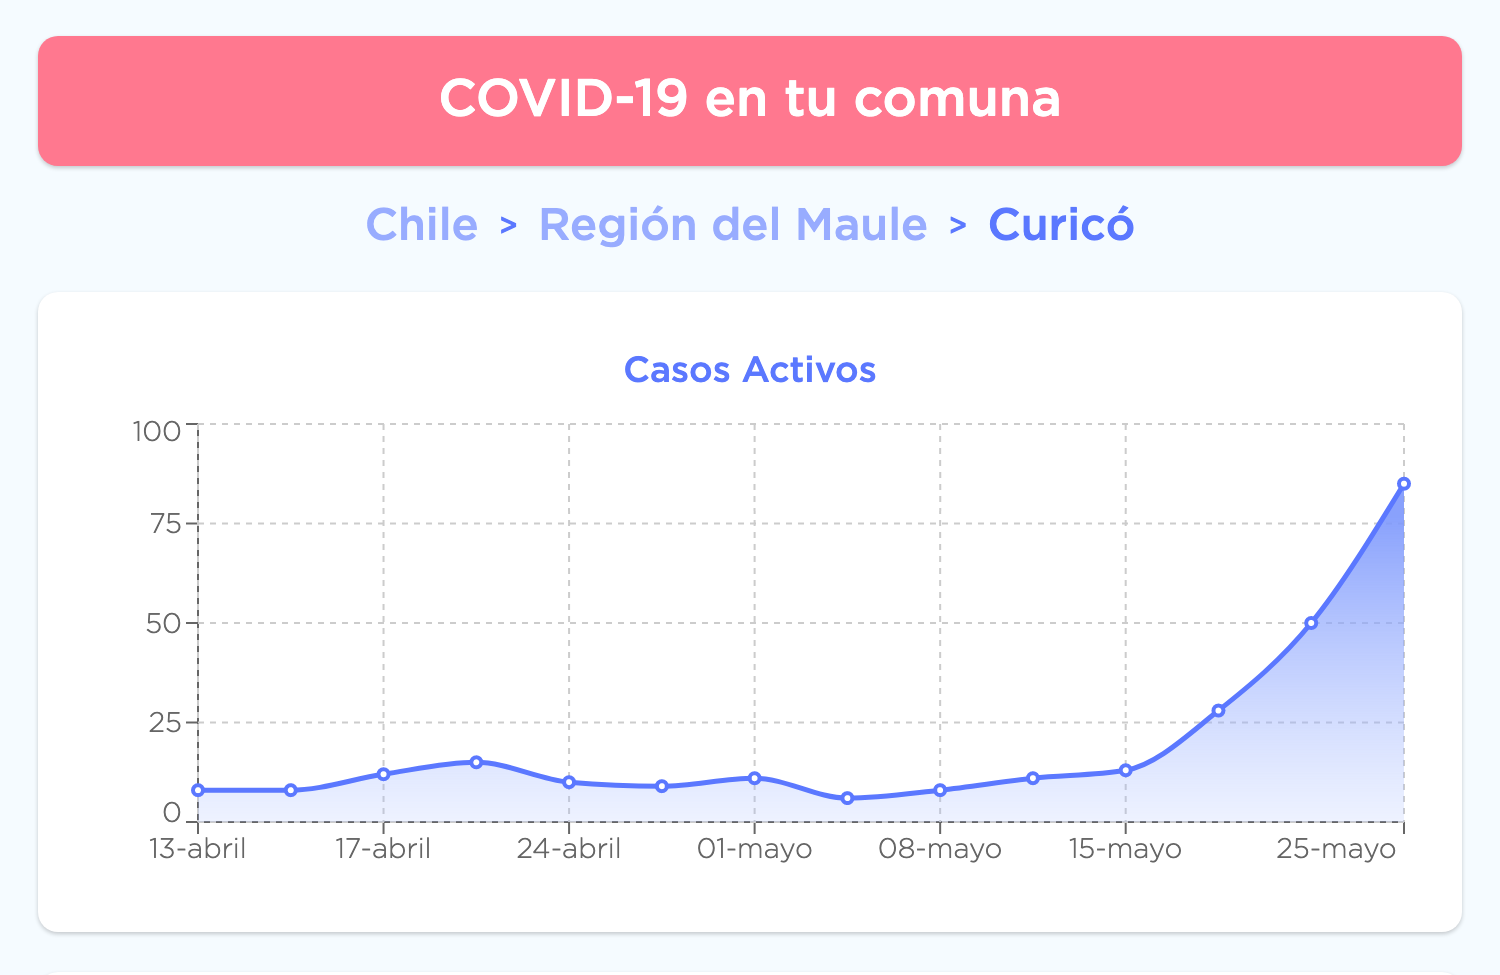 COVID-19 en tu comuna
Chile > Región del Maule > Curicó
Casos Activos
100
75
50
25
0
13-abril 17-abril 24-abril 01-mayo 08-mayo 15-mayo 25-mayo